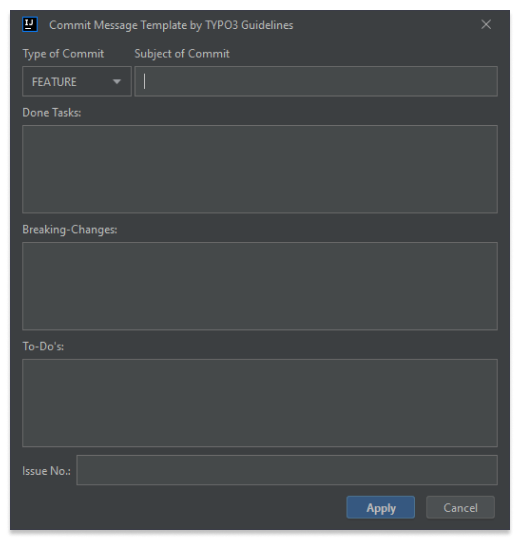 IJ Commit Message Template by TYPO3 Guidelines
Type of Commit Subject of Commit
FEATURE
Done Tasks:
Breaking-Changes:
To-Do's:
Issue No.:
Apply Cancel